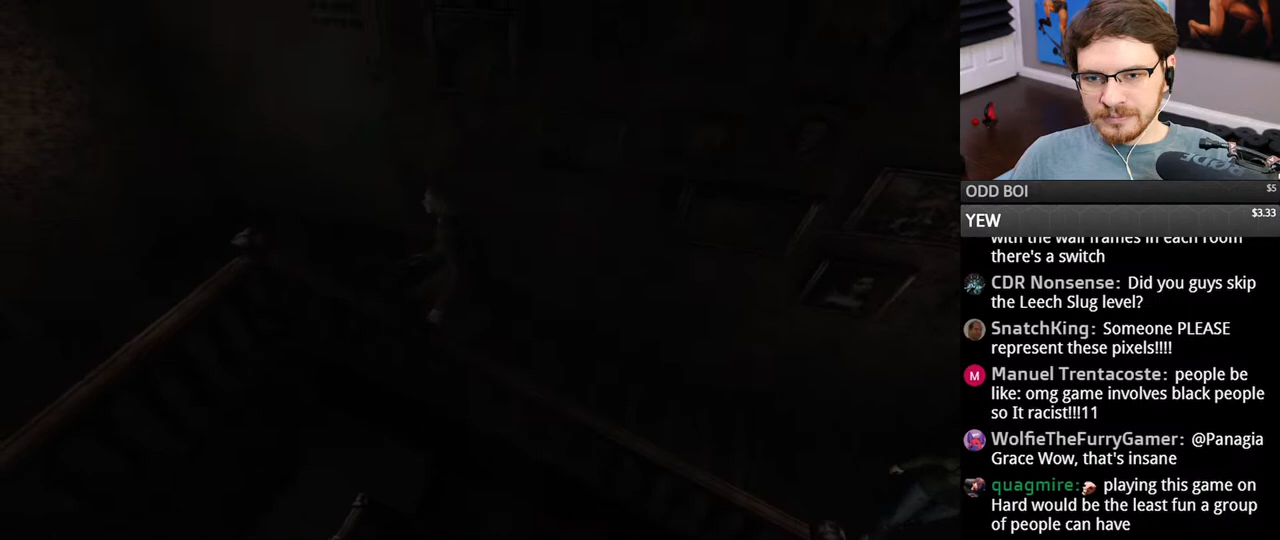 ODD BOI $5
YEW $3.33
with the wall frames in each room
there's a switch
CDR Nonsense: Did you guys skip
the Leech Slug level?
SnatchKing: Someone PLEASE
represent these pixels!!!!
M Manuel Trentacoste: people be
like: omg game involves black people
so It racist!!!11
WolfieTheFurryGamer: @Panagia
Grace Wow, that's insane
quagmire: playing this game on
Hard would be the least fun a group
of people can have
RODE